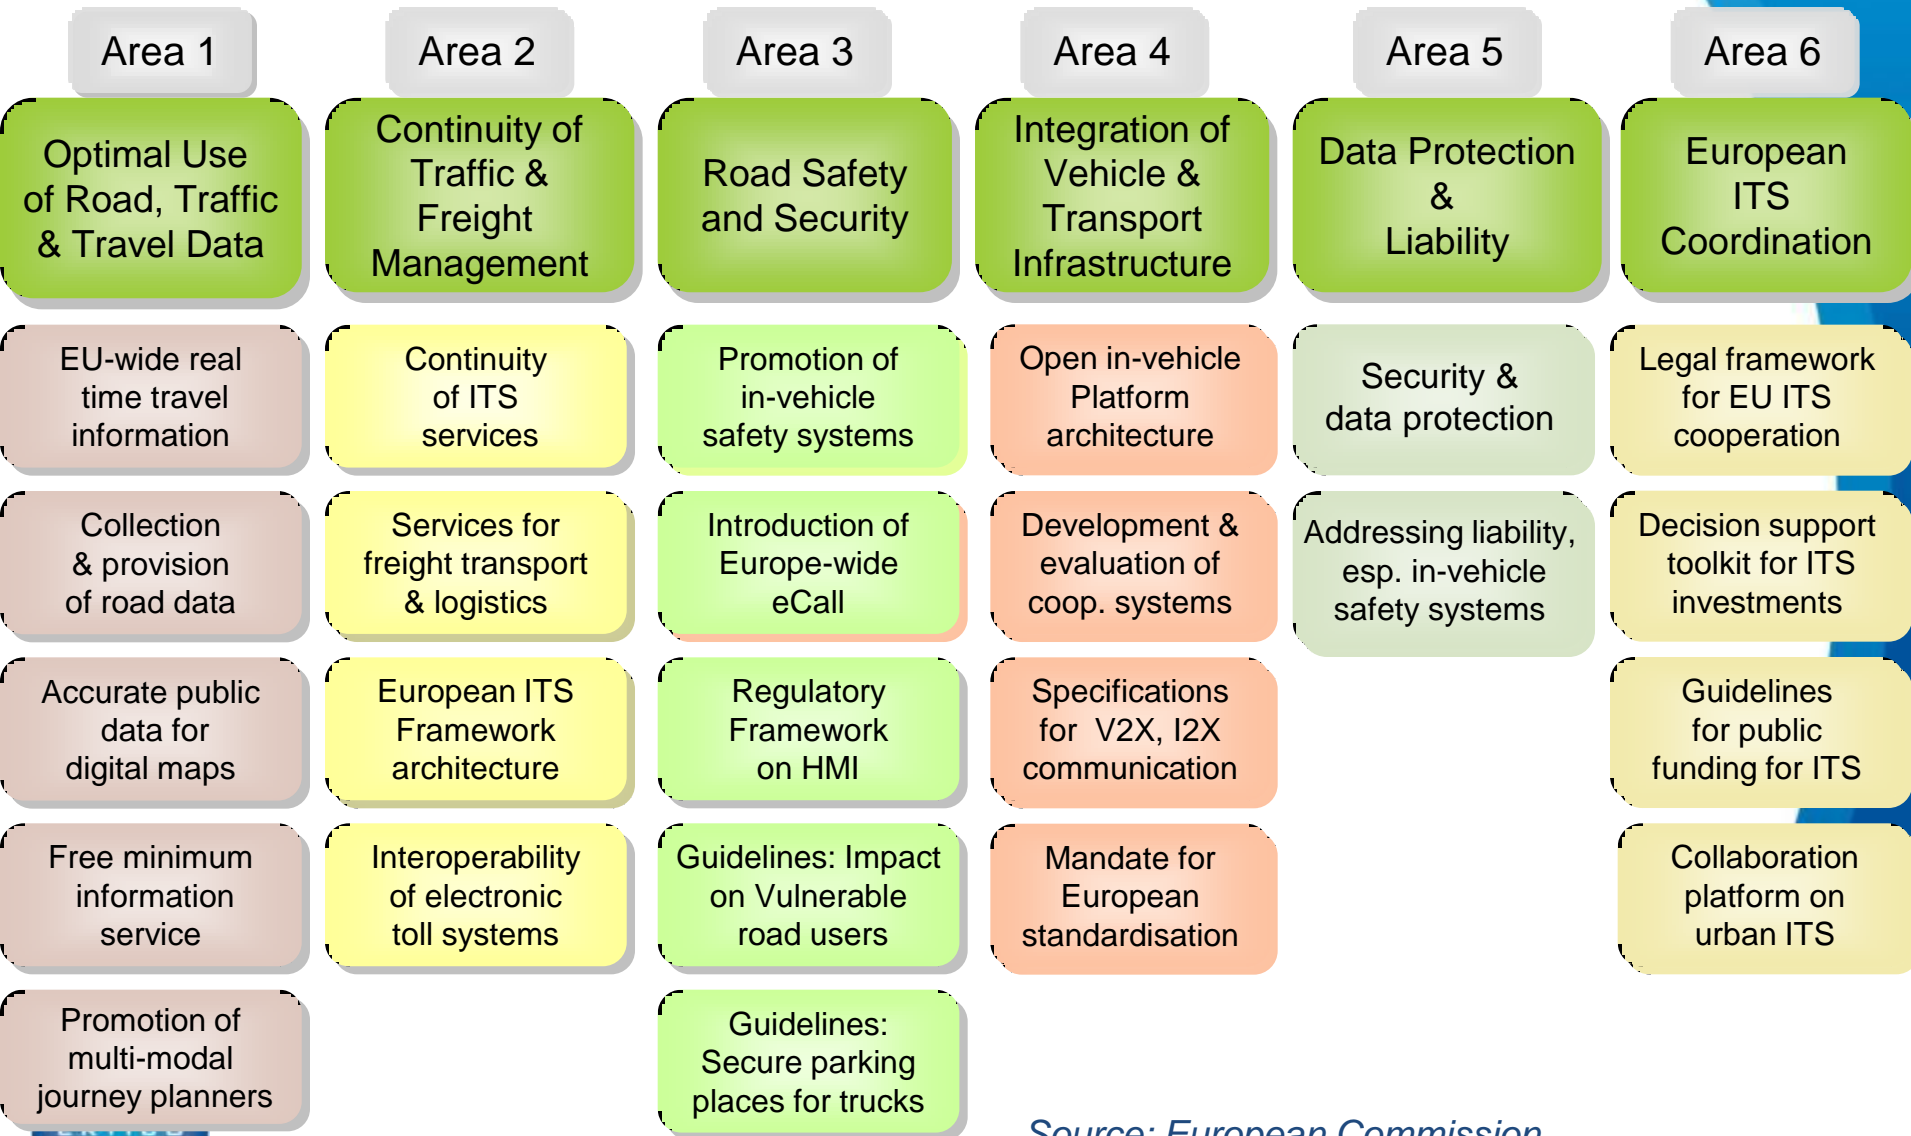 Area 1
Optimal Use
of Road, Traffic
& Travel Data
EU-wide real
time travel
information
Collection
& provision
of road data
Accurate public
data for
digital maps
Free minimum
information
service
Promotion of
multi-modal
journey planners
Area 2
Continuity of
Traffic &
Freight
Management
Continuity
of ITS
services
Services for
freight transport
& logistics
European ITS
Framework
architecture
Interoperability
of electronic
toll systems
Area 3
Road Safety
and Security
Promotion of
in-vehicle
safety systems
Introduction of
Europe-wide
eCall
Regulatory
Framework
on HMI
Guidelines: Impact
on Vulnerable
road users
Guidelines:
Secure parking
places for trucks
Area 4
Integration of
Vehicle &
Transport
Infrastructure
Open in-vehicle
Platform
architecture
Development &
evaluation of
coop. systems
Specifications
for V2X, I2X
communication
Mandate for
European
standardisation
Area 5
Data Protection
&
Liability
Security &
data protection
Addressing liability,
esp. in-vehicle
safety systems
Area 6
European
ITS
Coordination
Legal framework
for EU ITS
cooperation
Decision support
toolkit for ITS
investments
Guidelines
for public
funding for ITS
Collaboration
platform on
urban ITS
Source: European Commission